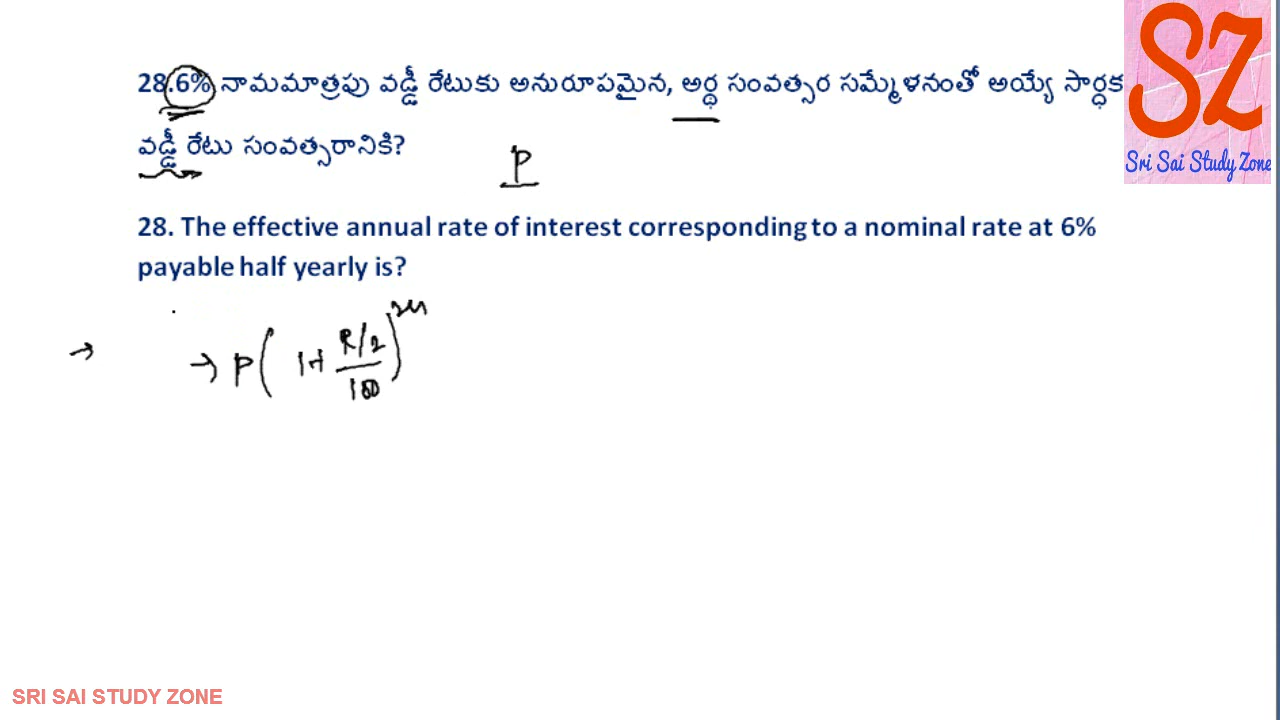 28.6% నామమాత్రపు వడ్డీ రేటుకు అనురూపమైన, అర్ధ సంవత్సర సమ్మేళనంతో అయ్యే సార్ధక
వడ్డీ రేటు సంవత్సరానికి?
P
28. The effective annual rate of interest corresponding to a nominal rate at 6%
payable half yearly is?
→ → P(1+ R/2 / 100)
SZ
Sri Sai Study Zone
SRI SAI STUDY ZONE